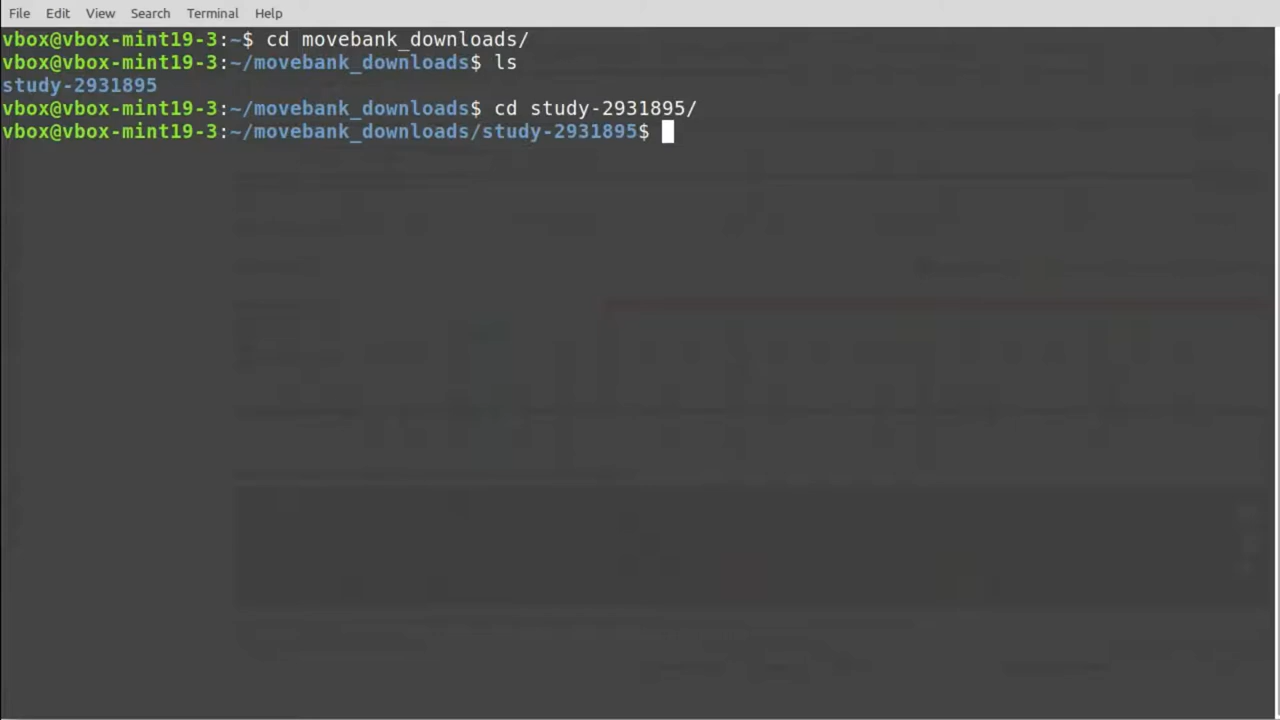 File Edit View Search Terminal Help
vbox@vbox-mint19-3:~$ cd movebank_downloads/
vbox@vbox-mint19-3:~/movebank_downloads$ ls
study-2931895
vbox@vbox-mint19-3:~/movebank_downloads$ cd study-2931895/
vbox@vbox-mint19-3:~/movebank_downloads/study-2931895$